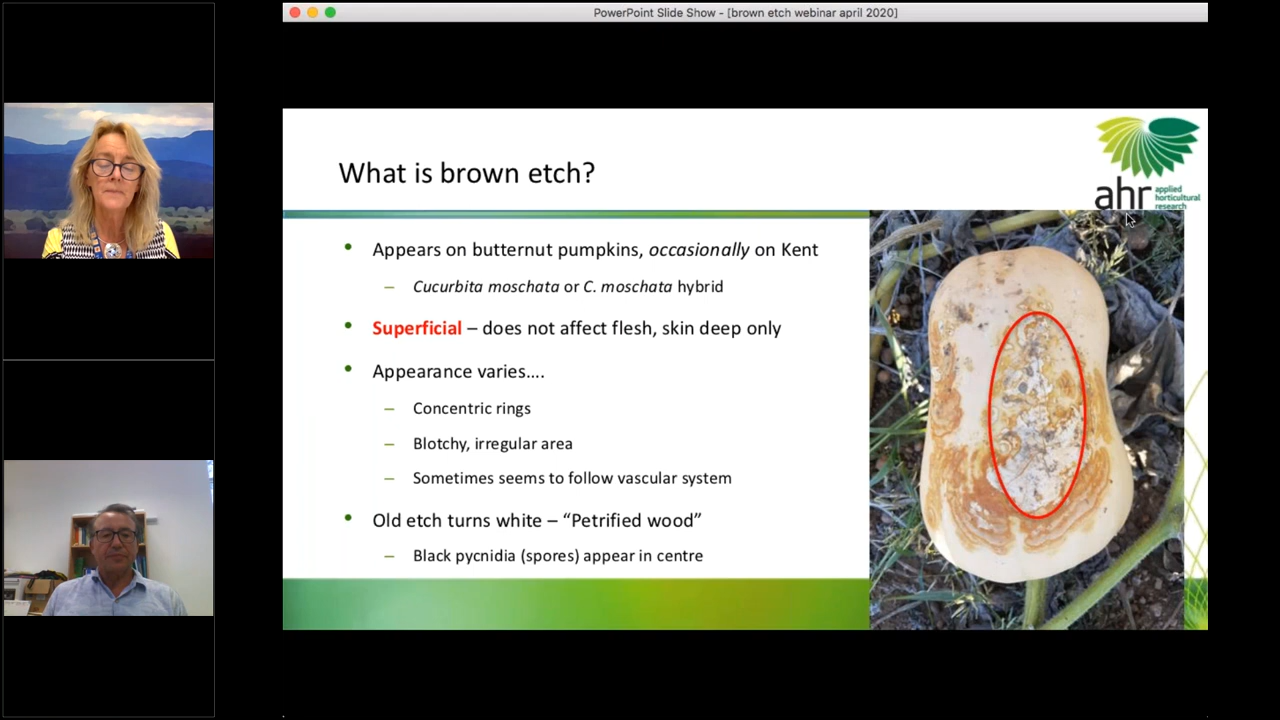 PowerPoint Slide Show - [brown etch webinar april 2020]
What is brown etch?
ahr applied
horticultural
research
• Appears on butternut pumpkins, occasionally on Kent
– Cucurbita moschata or C. moschata hybrid
• Superficial – does not affect flesh, skin deep only
• Appearance varies....
– Concentric rings
– Blotchy, irregular area
– Sometimes seems to follow vascular system
• Old etch turns white – “Petrified wood”
– Black pycnidia (spores) appear in centre